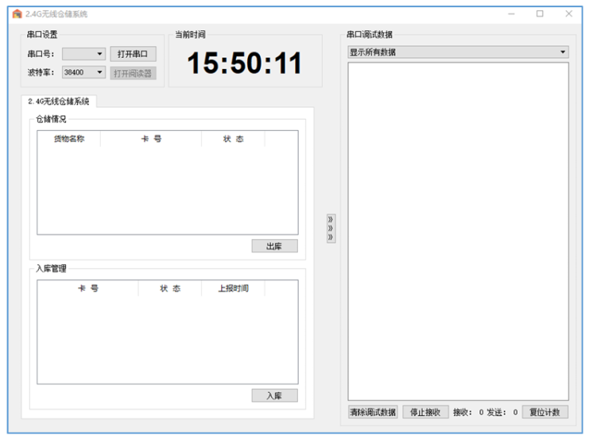 2.4G无线仓储系统
串口设置
串口号：
打开串口
波特率：
38400
打开阅读器
当前时间
15:50:11
2.4G无线仓储系统
仓储情况
货物名称 卡 号 状 态
出库
入库管理
卡 号 状 态 上报时间
入库
串口调试数据
显示所有数据
清除调试数据 停止接收 接收： 0 发送： 0 复位计数